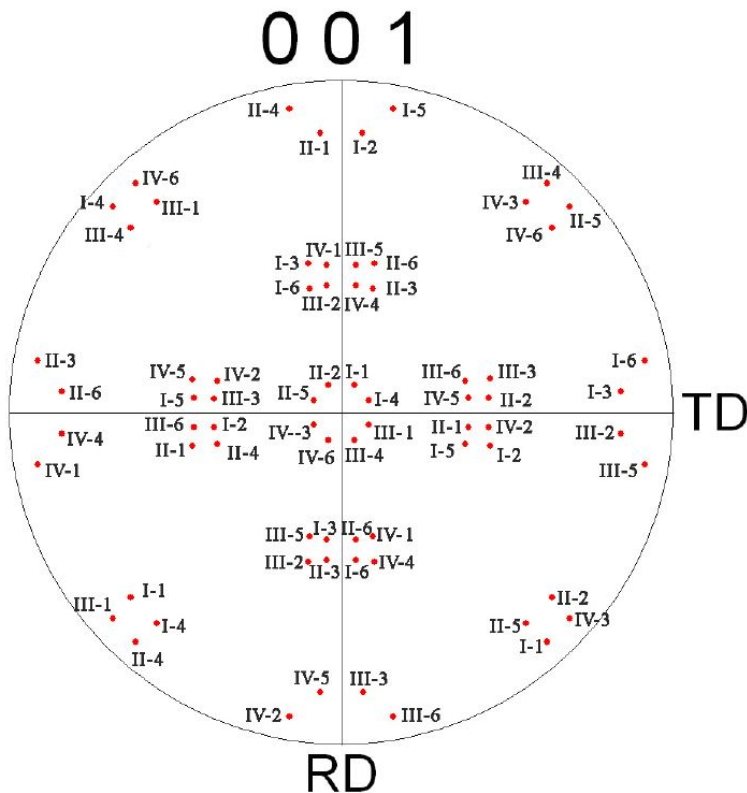 0 0 1
II-4 I-5
II-1 I-2
IV-6 III-4
I-4 III-1 IV-3 II-5
III-4 IV-6
I-3 IV-1 III-5 II-6
I-6 III-2 IV-4 II-3
II-3 I-6
II-6 IV-5 IV-2 II-2 I-1 III-6 III-3 I-3
I-5 III-3 II-5 I-4 IV-5 II-2
TD
IV-4 III-6 I-2 IV--3 III-1 II-1 IV-2 III-2
IV-1 II-1 II-4 IV-6 III-4 I-5 I-2 III-5
III-5 I-3 II-6 IV-1
III-2 II-3 I-6 IV-4
I-1 II-2
III-1 I-4 II-5 IV-3
II-4 I-1
IV-5 III-3
IV-2 III-6
RD